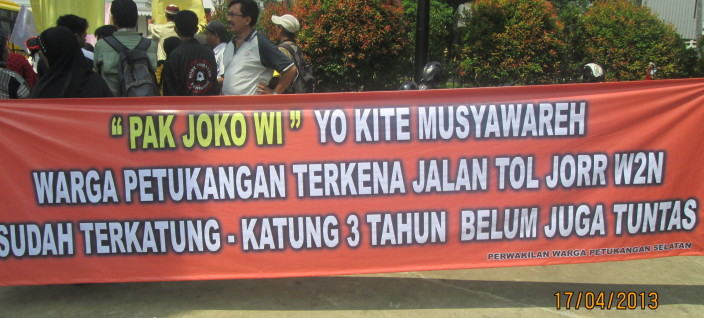 “ PAK JOKO WI ” YO KITE MUSYAWAREH
WARGA PETUKANGAN TERKENA JALAN TOL JORR W2N
SUDAH TERKATUNG - KATUNG 3 TAHUN BELUM JUGA TUNTAS
PERWAKILAN WARGA PETUKANGAN SELATAN
17/04/2013